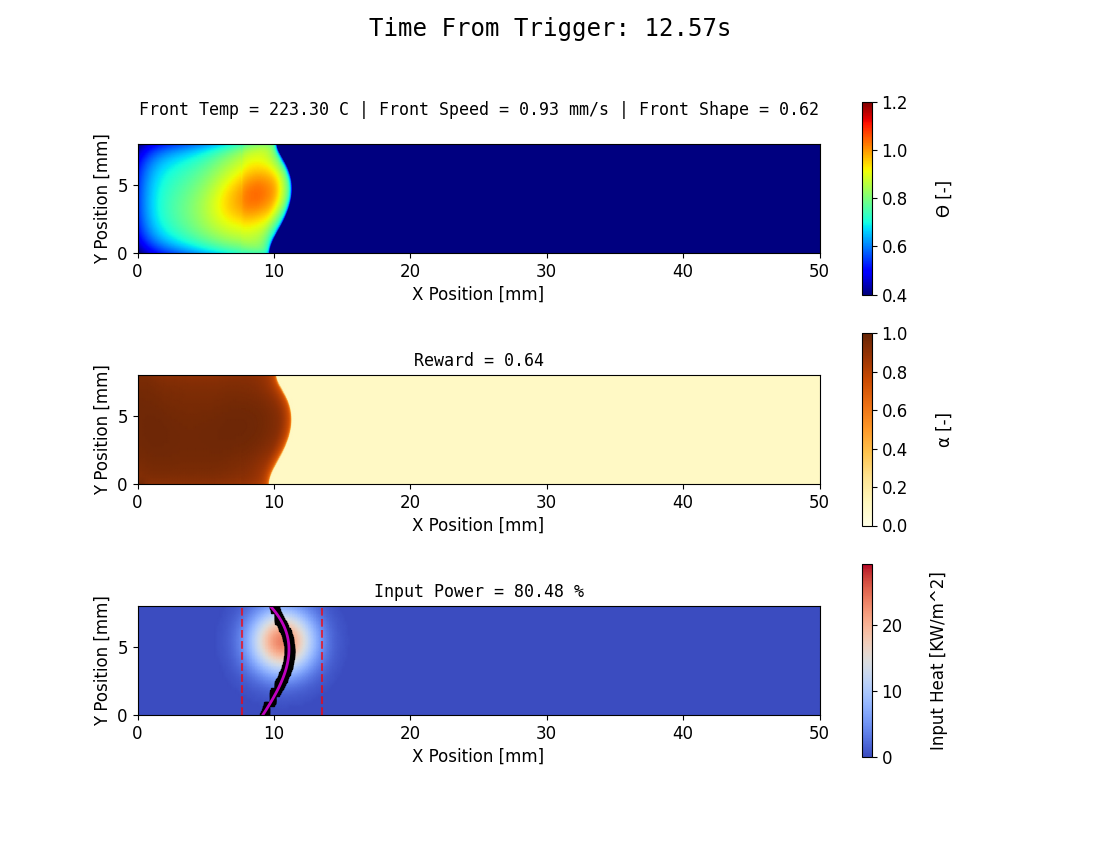 Time From Trigger: 12.57s
Front Temp = 223.30 C | Front Speed = 0.93 mm/s | Front Shape = 0.62
Y Position [mm]
5
0
0 10 20 30 40 50
X Position [mm]
1.2
1.0
0.8
0.6
0.4
Θ [-]
Reward = 0.64
Y Position [mm]
5
0
0 10 20 30 40 50
X Position [mm]
1.0
0.8
0.6
0.4
0.2
0.0
α [-]
Input Power = 80.48 %
Y Position [mm]
5
0
0 10 20 30 40 50
X Position [mm]
20
10
0
Input Heat [KW/m^2]